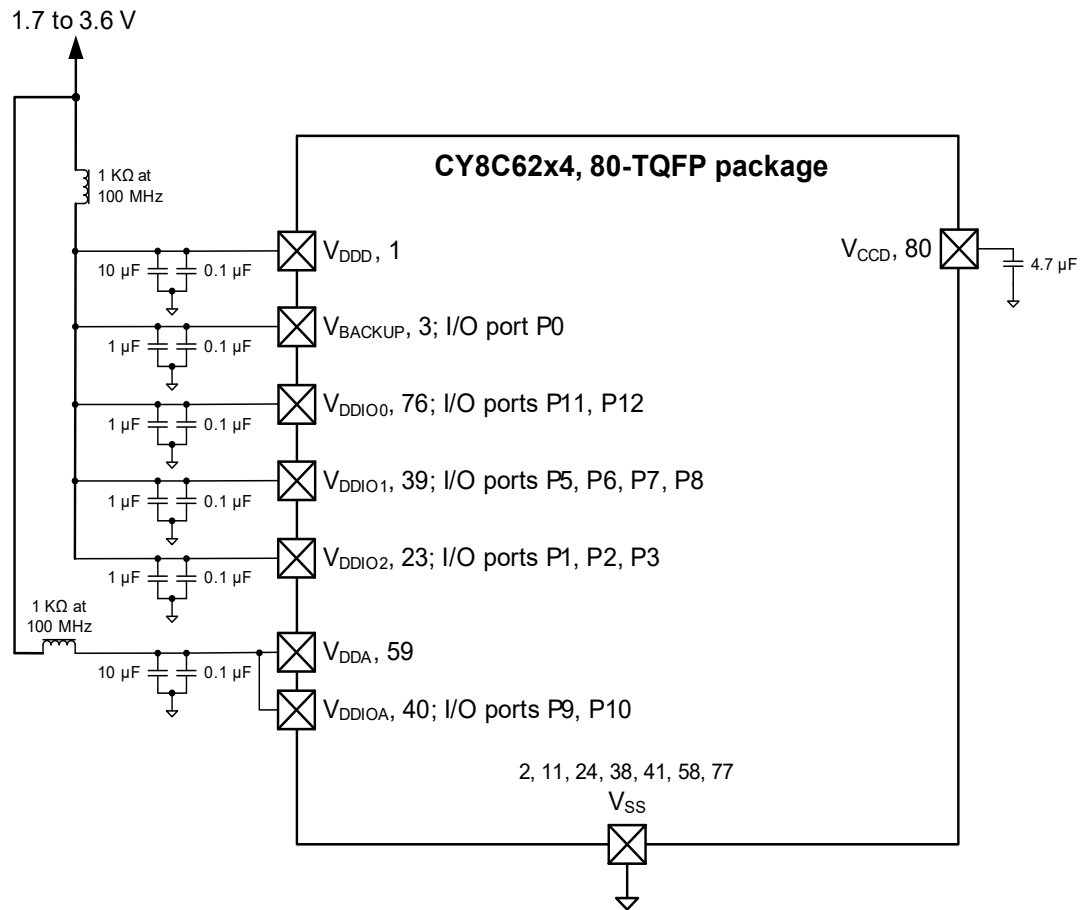 1.7 to 3.6 V
CY8C62x4, 80-TQFP package
1 KΩ at
100 MHz
10 µF
0.1 µF
VDDD, 1
VCCD, 80
4.7 µF
1 µF
0.1 µF
VBACKUP, 3; I/O port P0
1 µF
0.1 µF
VDDIO0, 76; I/O ports P11, P12
1 µF
0.1 µF
VDDIO1, 39; I/O ports P5, P6, P7, P8
1 µF
0.1 µF
VDDIO2, 23; I/O ports P1, P2, P3
1 KΩ at
100 MHz
10 µF
0.1 µF
VDDA, 59
VDDIOA, 40; I/O ports P9, P10
2, 11, 24, 38, 41, 58, 77
VSS